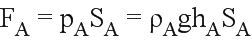 F_A = p_A S_A = ρ_A g h_A S_A